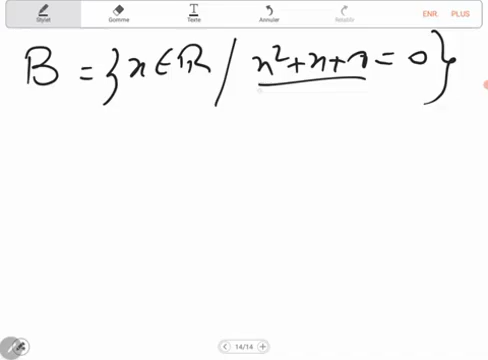 Stylet Gomme Texte Annuler Rétablir ENR. PLUS
B = {x ∈ ℝ / x² + x + 1 = 0}
14/14